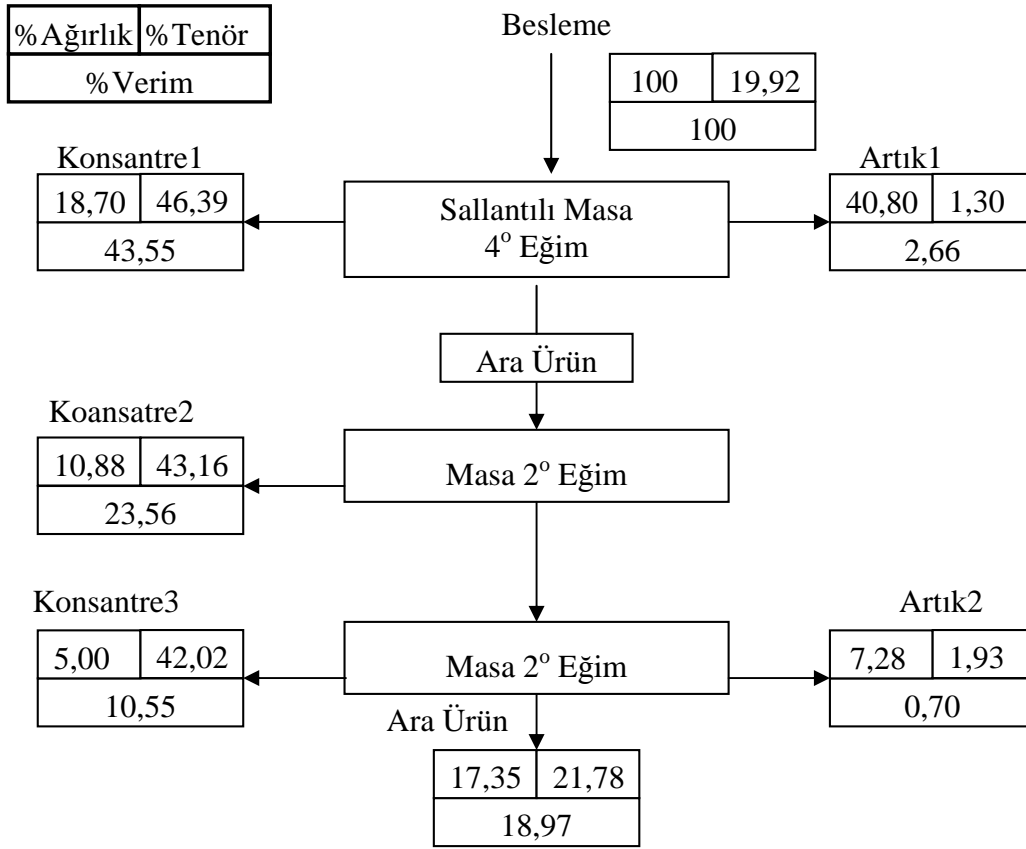 %Ağırlık %Tenör
%Verim
Besleme
100 19,92
100
Konsantre1
18,70 46,39
43,55
Sallantılı Masa
4° Eğim
Artık1
40,80 1,30
2,66
Ara Ürün
Koansatre2
10,88 43,16
23,56
Masa 2° Eğim
Konsantre3
5,00 42,02
10,55
Masa 2° Eğim
Artık2
7,28 1,93
0,70
Ara Ürün
17,35 21,78
18,97